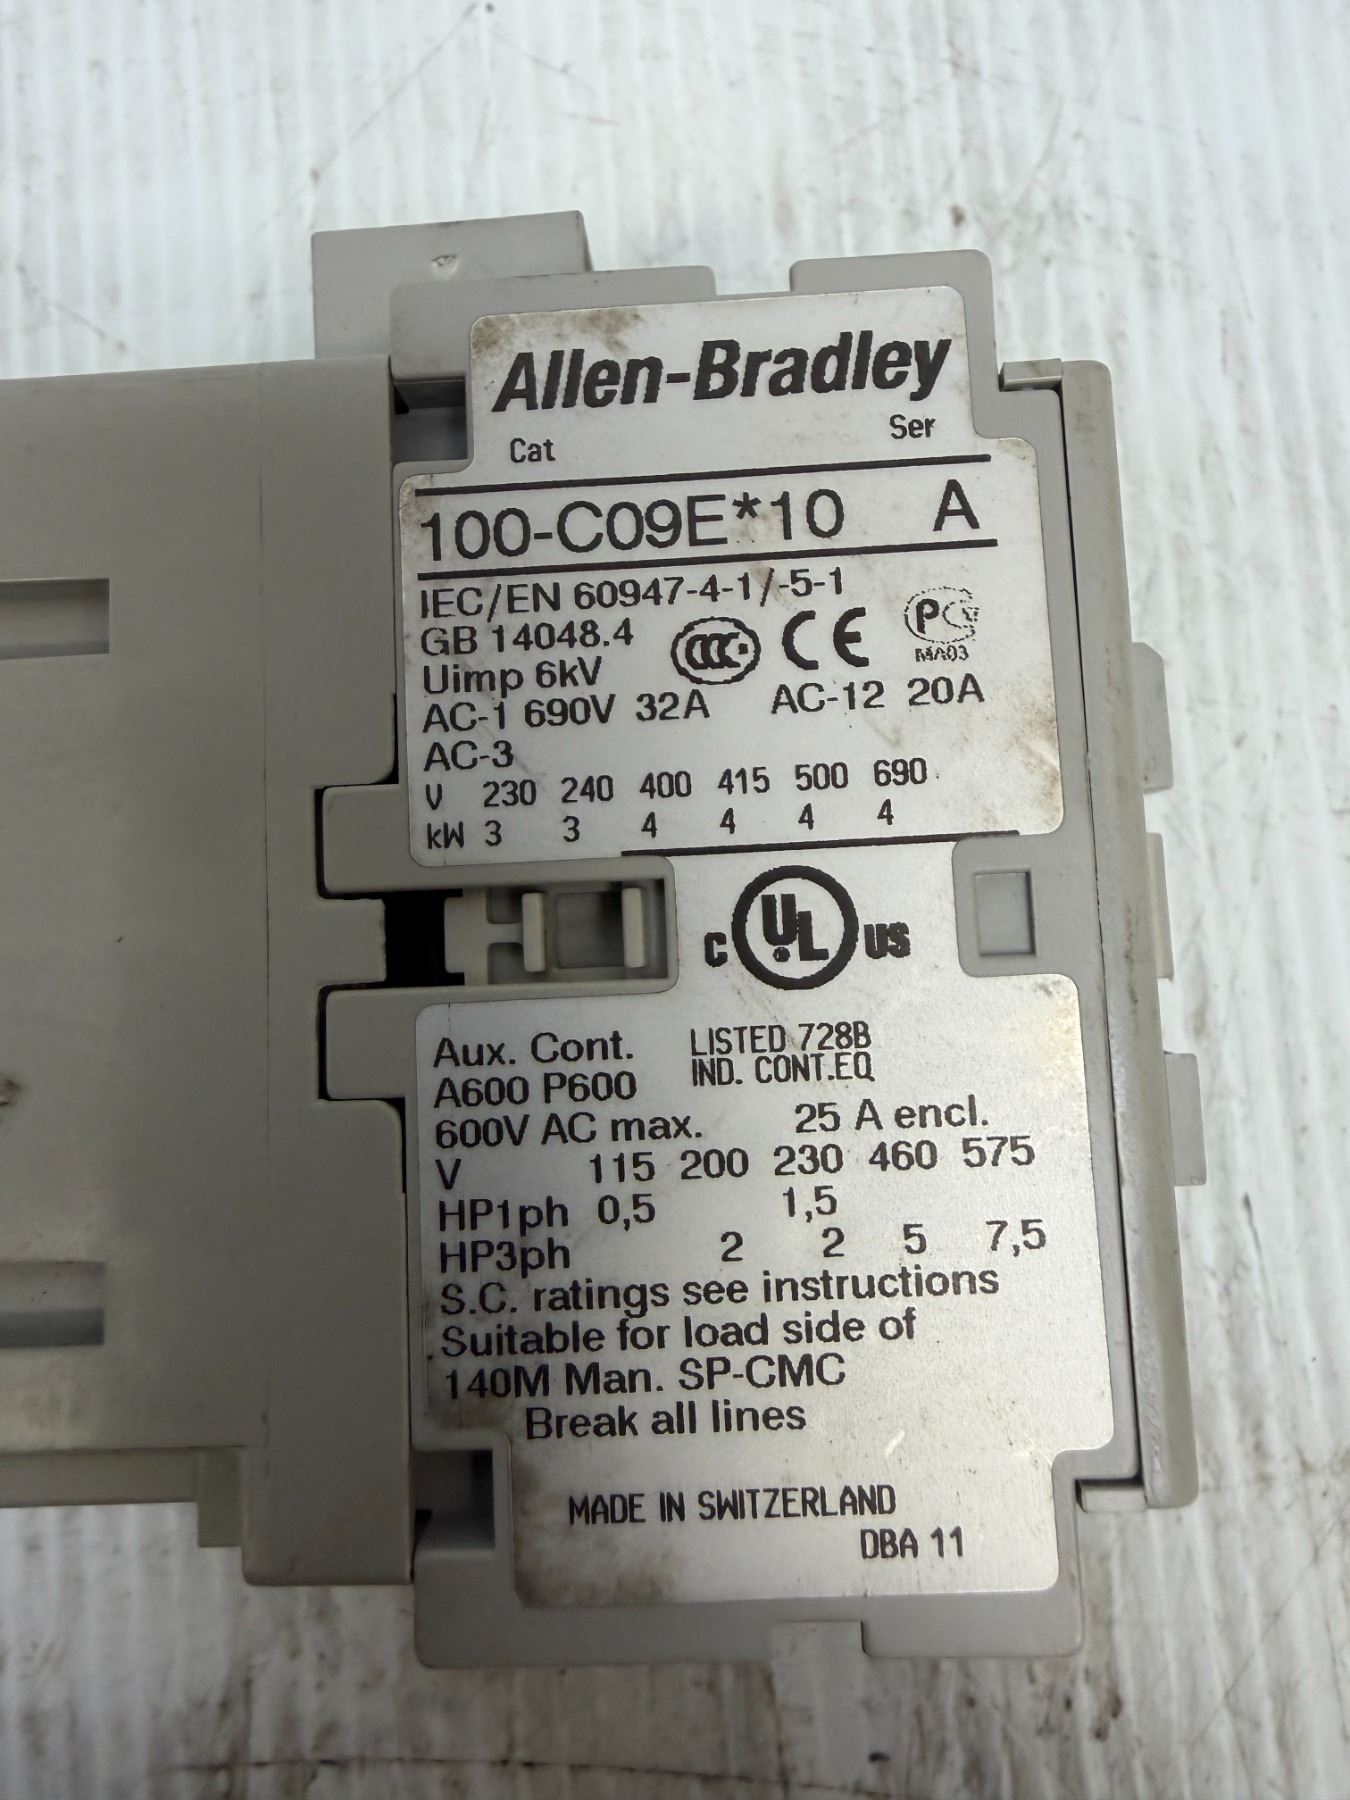 Allen-Bradley
Cat Ser
100-C09E*10 A
IEC/EN 60947-4-1/-5-1
GB 14048.4 CCC CE PCT
MA03
Uimp 6kV
AC-1 690V 32A AC-12 20A
AC-3
V 230 240 400 415 500 690
kW 3 3 4 4 4 4
C UL US
Aux. Cont. LISTED 728B
A600 P600 IND. CONT.EQ
600V AC max. 25 A encl.
V 115 200 230 460 575
HP1ph 0,5 1,5
HP3ph 2 2 5 7,5
S.C. ratings see instructions
Suitable for load side of
140M Man. SP-CMC
Break all lines
MADE IN SWITZERLAND
DBA 11